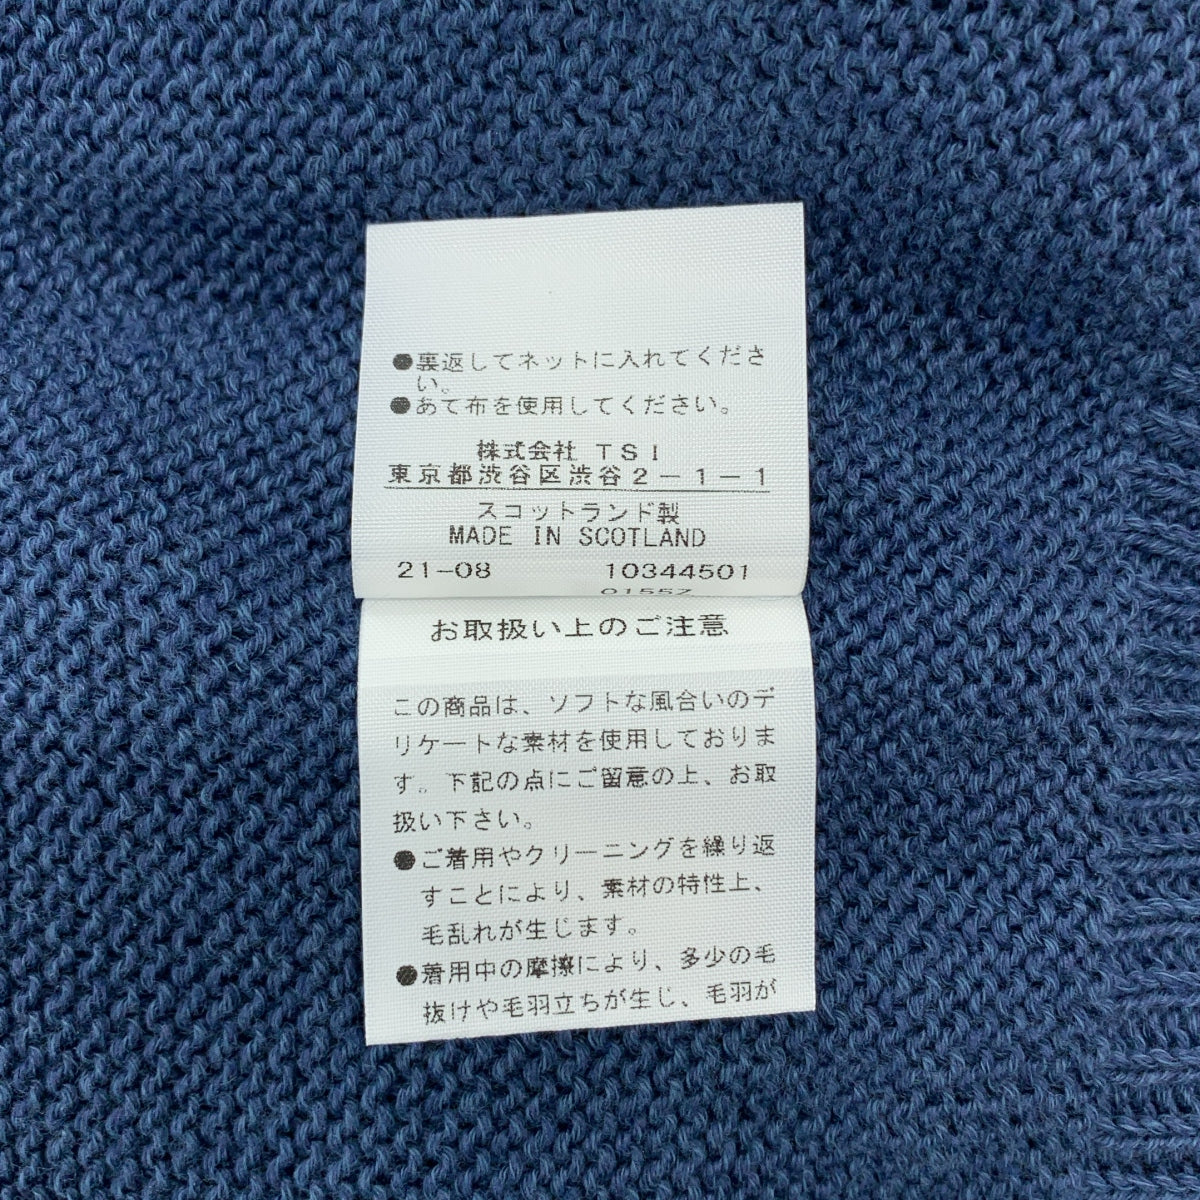 ●裏返してネットに入れてくださ
い。
●あて布を使用してください。
株式会社 TSI
東京都渋谷区渋谷2-1-1
スコットランド製
MADE IN SCOTLAND
21-08 10344501
お取扱い上のご注意
この商品は、ソフトな風合いのデ
リケートな素材を使用しておりま
す。下記の点にご留意の上、お取
扱い下さい。
●ご着用やクリーニングを繰り返
すことにより、素材の特性上、
毛乱れが生じます。
●着用中の摩擦により、多少の毛
抜けや毛羽立ちが生じ、毛羽が